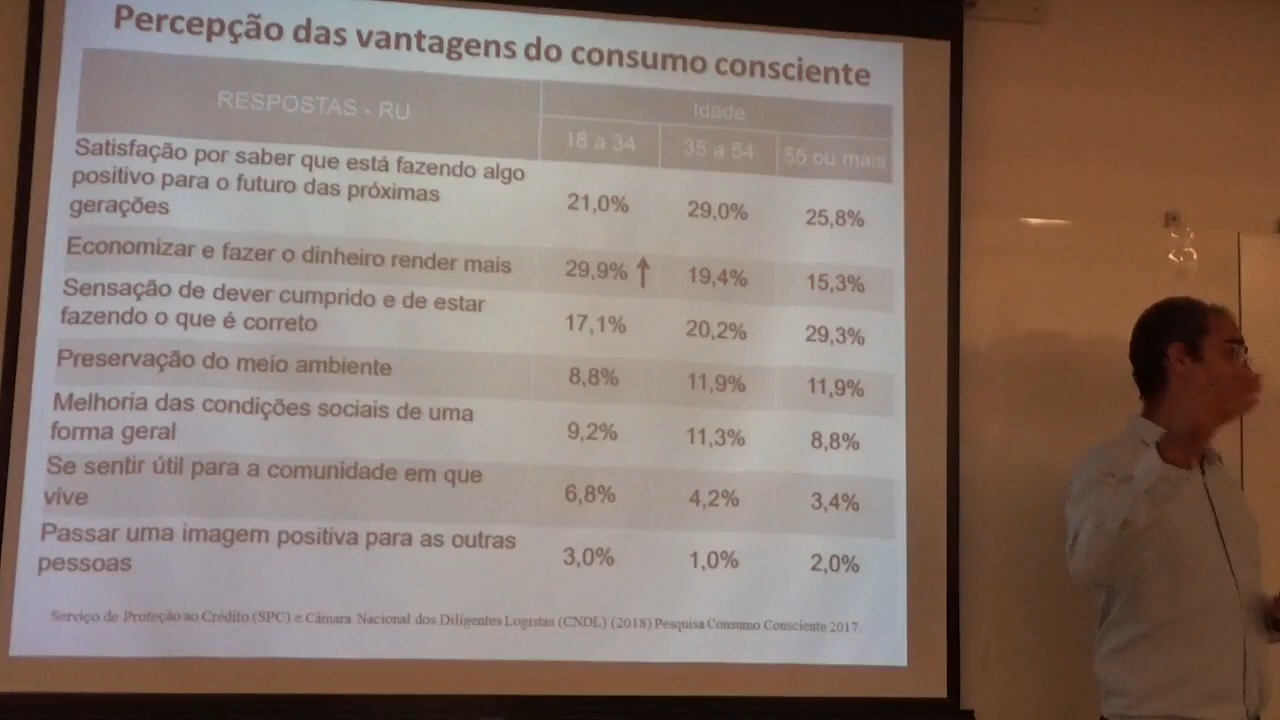 Percepção das vantagens do consumo consciente
RESPOSTAS - RU
Idade
18 a 34 35 a 54 55 ou mais
Satisfação por saber que está fazendo algo
positivo para o futuro das próximas
gerações
21,0% 29,0% 25,8%
Economizar e fazer o dinheiro render mais
29,9% ↑ 19,4% 15,3%
Sensação de dever cumprido e de estar
fazendo o que é correto
17,1% 20,2% 29,3%
Preservação do meio ambiente
8,8% 11,9% 11,9%
Melhoria das condições sociais de uma
forma geral
9,2% 11,3% 8,8%
Se sentir útil para a comunidade em que
vive
6,8% 4,2% 3,4%
Passar uma imagem positiva para as outras
pessoas
3,0% 1,0% 2,0%
Serviço de Proteção ao Crédito (SPC) e Câmara Nacional dos Diligentes Logistas (CNDL) (2018) Pesquisa Consumo Consciente 2017.